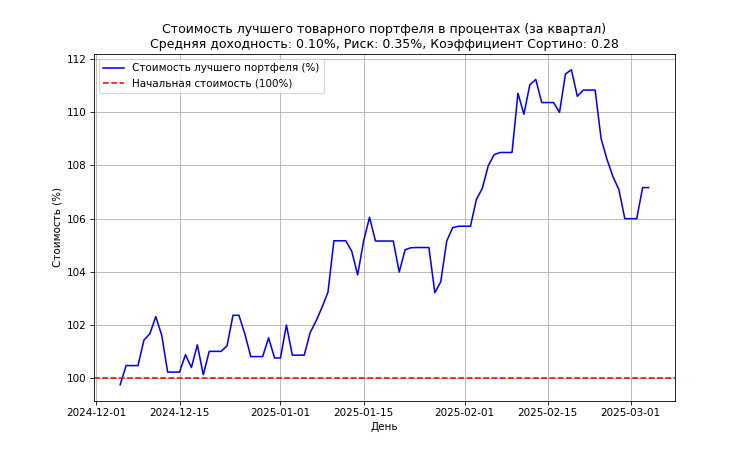 Стоимость лучшего товарного портфеля в процентах (за квартал)
Средняя доходность: 0.10%, Риск: 0.35%, Коэффициент Сортино: 0.28
Стоимость лучшего портфеля (%)
Начальная стоимость (100%)
Стоимость (%)
112
110
108
106
104
102
100
2024-12-01 2024-12-15 2025-01-01 2025-01-15 2025-02-01 2025-02-15 2025-03-01
День